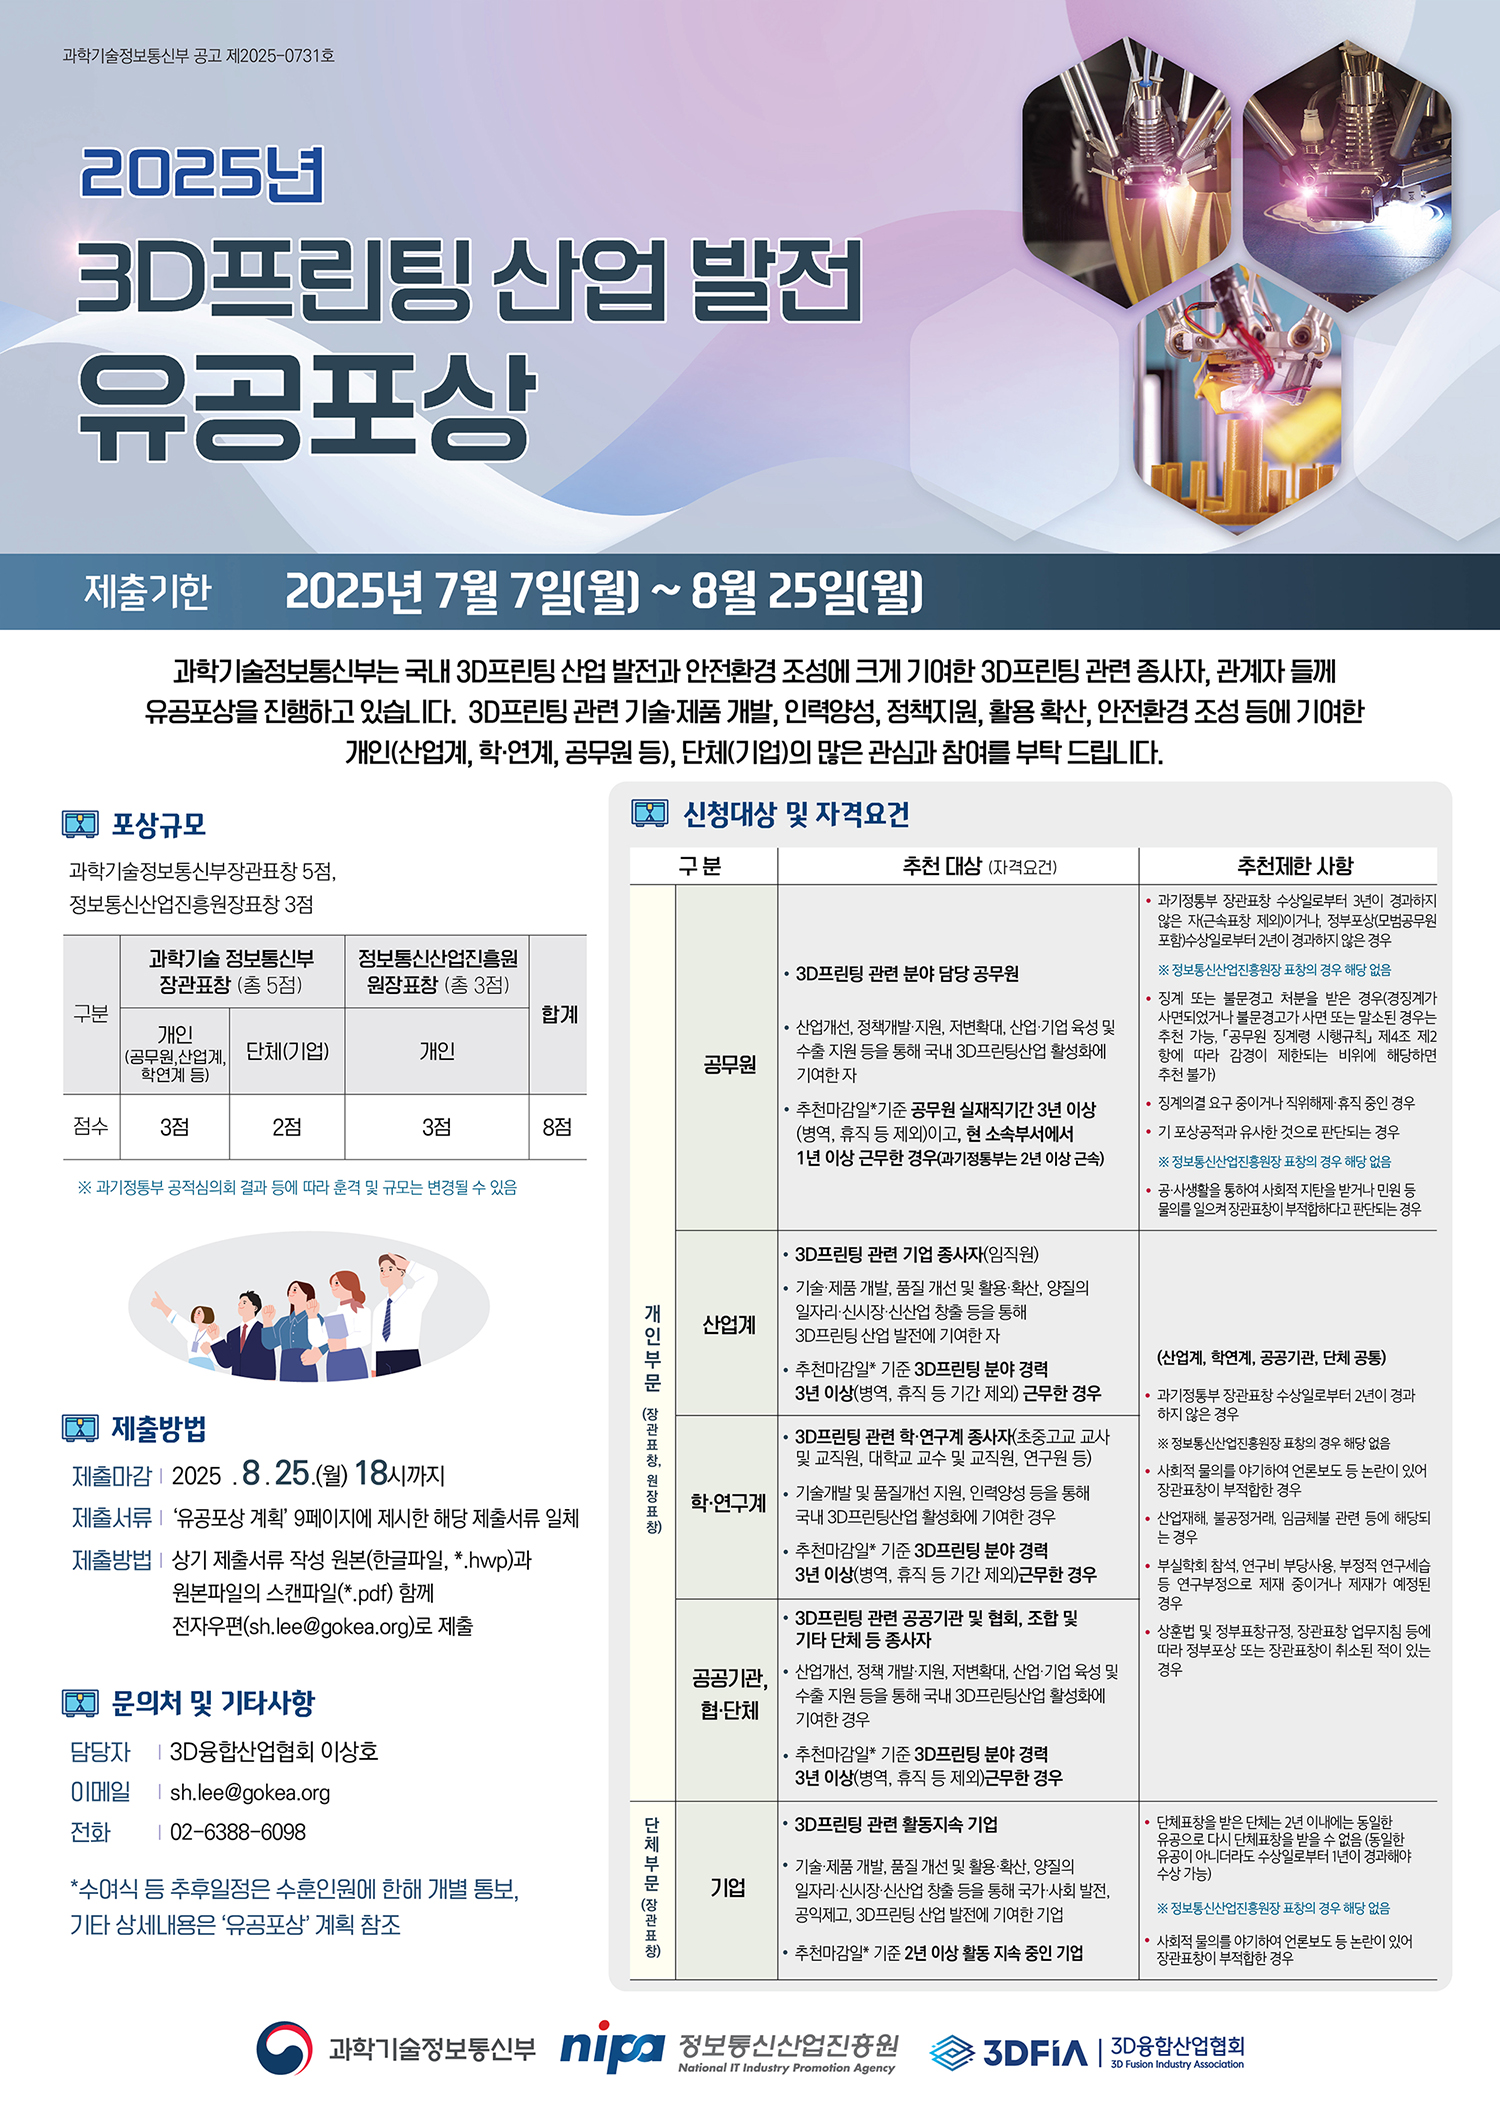 과학기술정보통신부 공고 제2025-0731호
2025년
3D프린팅 산업 발전
유공포상
제출기한 2025년 7월 7일(월) ~ 8월 25일(월)
과학기술정보통신부는 국내 3D프린팅 산업 발전과 안전환경 조성에 크게 기여한 3D프린팅 관련 종사자, 관계자 들께
유공포상을 진행하고 있습니다. 3D프린팅 관련 기술·제품 개발, 인력양성, 정책지원, 활용 확산, 안전환경 조성 등에 기여한
개인(산업계, 학·연계, 공무원 등), 단체(기업)의 많은 관심과 참여를 부탁 드립니다.
포상규모
과학기술정보통신부장관표창 5점,
정보통신산업진흥원장표창 3점
구분
과학기술 정보통신부
장관표창 (총 5점)
정보통신산업진흥원
원장표창 (총 3점)
합계
개인
(공무원,산업계,
학연계 등)
단체(기업)
개인
점수 3점 2점 3점 8점
※ 과기정통부 공적심의회 결과 등에 따라 훈격 및 규모는 변경될 수 있음
제출방법
제출마감 2025 . 8 . 25.(월) 18시까지
제출서류 ‘유공포상 계획’ 9페이지에 제시한 해당 제출서류 일체
제출방법 상기 제출서류 작성 원본(한글파일, *.hwp)과
원본파일의 스캔파일(*.pdf) 함께
전자우편(sh.lee@gokea.org)로 제출
문의처 및 기타사항
담당자 3D융합산업협회 이상호
이메일 sh.lee@gokea.org
전화 02-6388-6098
*수여식 등 추후일정은 수훈인원에 한해 개별 통보,
기타 상세내용은 ‘유공포상’ 계획 참조
신청대상 및 자격요건
구 분
추천 대상 (자격요건)
추천제한 사항
개인부문 (장관표창, 원장표창)
공무원
• 3D프린팅 관련 분야 담당 공무원
• 산업개선, 정책개발·지원, 저변확대, 산업·기업 육성 및
수출 지원 등을 통해 국내 3D프린팅산업 활성화에
기여한 자
• 추천마감일*기준 공무원 실재직기간 3년 이상
(병역, 휴직 등 제외)이고, 현 소속부서에서
1년 이상 근무한 경우(과기정통부는 2년 이상 근속)
• 과기정통부 장관표창 수상일로부터 3년이 경과하지
않은 자(근속표창 제외)이거나, 정부포상(모범공무원
포함)수상일로부터 2년이 경과하지 않은 경우
※ 정보통신산업진흥원장 표창의 경우 해당 없음
• 징계 또는 불문경고 처분을 받은 경우(경징계가
사면되었거나 불문경고가 사면 또는 말소된 경우는
추천 가능, 「공무원 징계령 시행규칙」 제4조 제2
항에 따라 감경이 제한되는 비위에 해당하면
추천 불가)
• 징계의결 요구 중이거나 직위해제·휴직 중인 경우
• 기 포상공적과 유사한 것으로 판단되는 경우
※ 정보통신산업진흥원장 표창의 경우 해당 없음
• 공·사생활을 통하여 사회적 지탄을 받거나 민원 등
물의를 일으켜 장관표창이 부적합하다고 판단되는 경우
산업계
• 3D프린팅 관련 기업 종사자(임직원)
• 기술·제품 개발, 품질 개선 및 활용·확산, 양질의
일자리·신시장·신산업 창출 등을 통해
3D프린팅 산업 발전에 기여한 자
• 추천마감일* 기준 3D프린팅 분야 경력
3년 이상(병역, 휴직 등 기간 제외) 근무한 경우
학·연구계
• 3D프린팅 관련 학·연구계 종사자(초중고교 교사
및 교직원, 대학교 교수 및 교직원, 연구원 등)
• 기술개발 및 품질개선 지원, 인력양성 등을 통해
국내 3D프린팅산업 활성화에 기여한 경우
• 추천마감일* 기준 3D프린팅 분야 경력
3년 이상(병역, 휴직 등 기간 제외)근무한 경우
공공기관,
협·단체
• 3D프린팅 관련 공공기관 및 협회, 조합 및
기타 단체 등 종사자
• 산업개선, 정책 개발·지원, 저변확대, 산업·기업 육성 및
수출 지원 등을 통해 국내 3D프린팅산업 활성화에
기여한 경우
• 추천마감일* 기준 3D프린팅 분야 경력
3년 이상(병역, 휴직 등 제외)근무한 경우
(산업계, 학연계, 공공기관, 단체 공통)
• 과기정통부 장관표창 수상일로부터 2년이 경과
하지 않은 경우
※ 정보통신산업진흥원장 표창의 경우 해당 없음
• 사회적 물의를 야기하여 언론보도 등 논란이 있어
장관표창이 부적합한 경우
• 산업재해, 불공정거래, 임금체불 관련 등에 해당되
는 경우
• 부실학회 참석, 연구비 부당사용, 부정적 연구세습
등 연구부정으로 제재 중이거나 제재가 예정된
경우
• 상훈법 및 정부표창규정, 장관표창 업무지침 등에
따라 정부포상 또는 장관표창이 취소된 적이 있는
경우
단체부문 (장관표창)
기업
• 3D프린팅 관련 활동지속 기업
• 기술·제품 개발, 품질 개선 및 활용·확산, 양질의
일자리·신시장·신산업 창출 등을 통해 국가·사회 발전,
공익제고, 3D프린팅 산업 발전에 기여한 기업
• 추천마감일* 기준 2년 이상 활동 지속 중인 기업
• 단체표창을 받은 단체는 2년 이내에는 동일한
유공으로 다시 단체표창을 받을 수 없음 (동일한
유공이 아니더라도 수상일로부터 1년이 경과해야
수상 가능)
※ 정보통신산업진흥원장 표창의 경우 해당 없음
• 사회적 물의를 야기하여 언론보도 등 논란이 있어
장관표창이 부적합한 경우
과학기술정보통신부
nipa 정보통신산업진흥원
National IT Industry Promotion Agency
3DFiA 3D융합산업협회
3D Fusion Industry Association